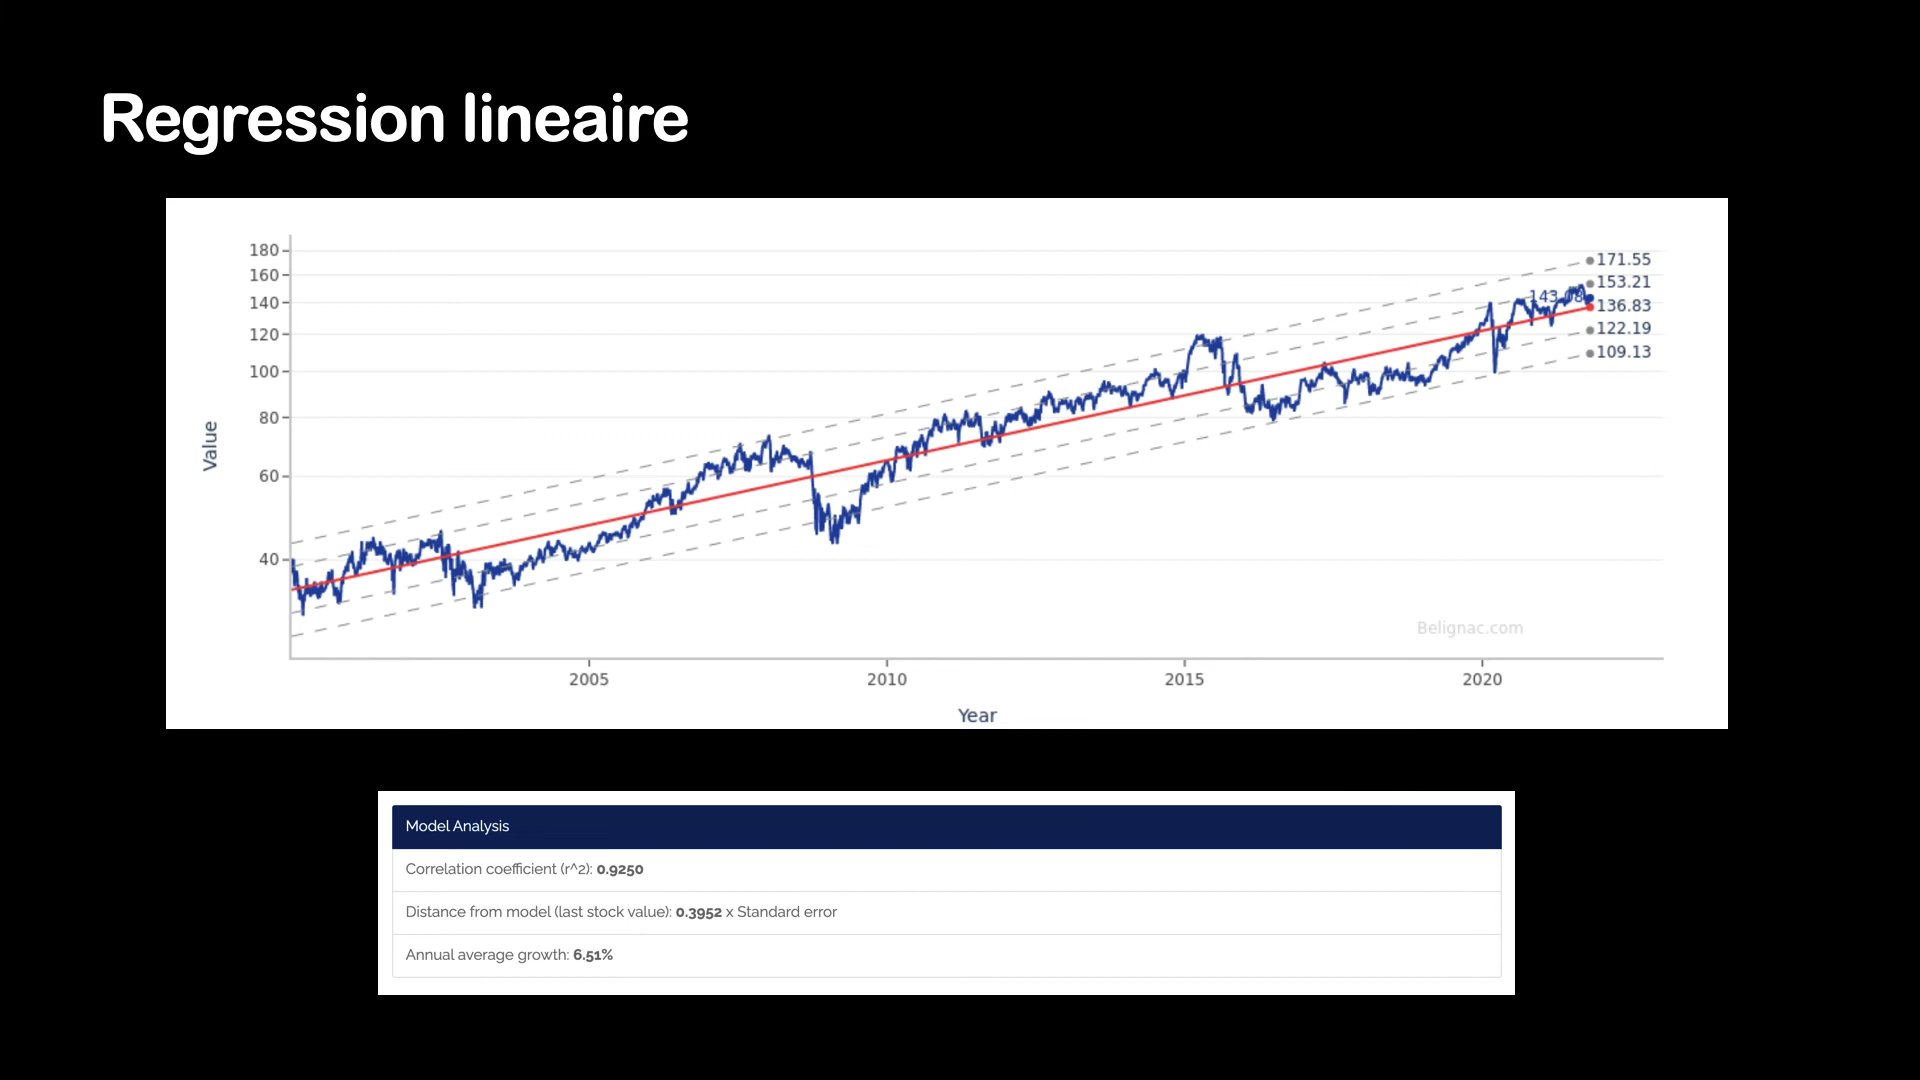 Regression lineaire
180
160
140
120
100
80
60
40
Value
171.55
153.21
143.08
136.83
122.19
109.13
Belignac.com
2005
2010
2015
2020
Year
Model Analysis
Correlation coefficient (r^2): 0.9250
Distance from model (last stock value): 0.3952 x Standard error
Annual average growth: 6.51%